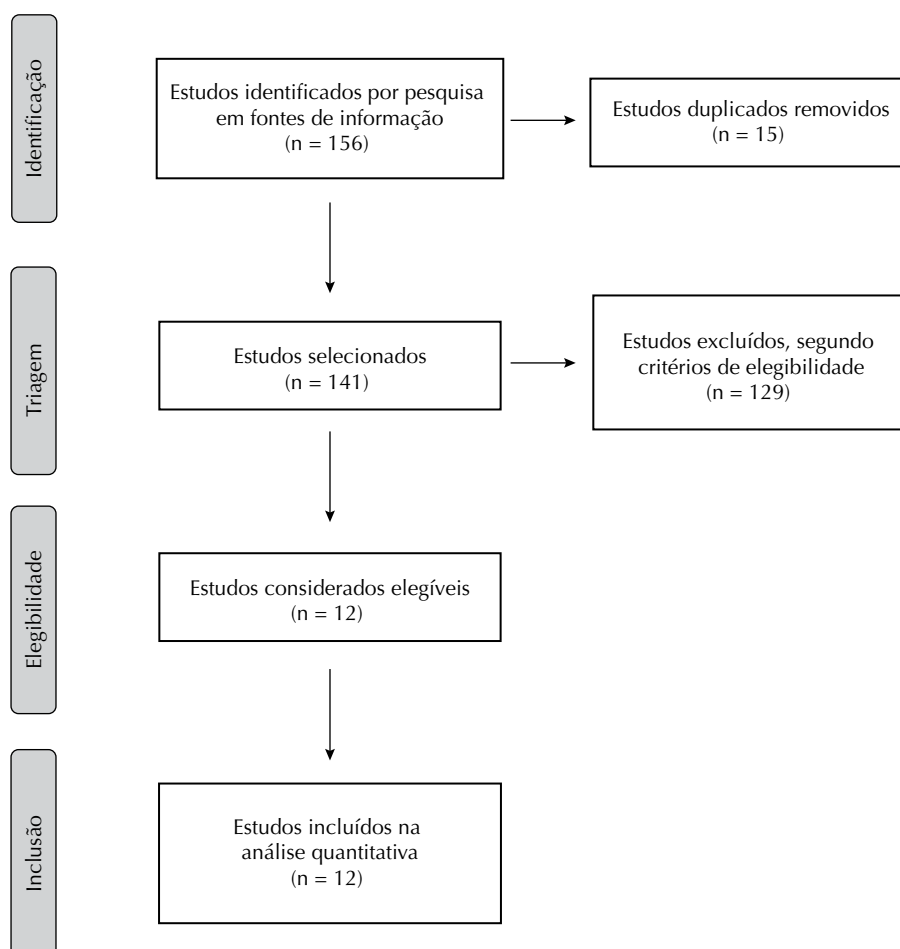 Identificação
Estudos identificados por pesquisa
em fontes de informação
(n = 156)
Estudos duplicados removidos
(n = 15)
Triagem
Estudos selecionados
(n = 141)
Estudos excluídos, segundo
critérios de elegibilidade
(n = 129)
Elegibilidade
Estudos considerados elegíveis
(n = 12)
Inclusão
Estudos incluídos na
análise quantitativa
(n = 12)